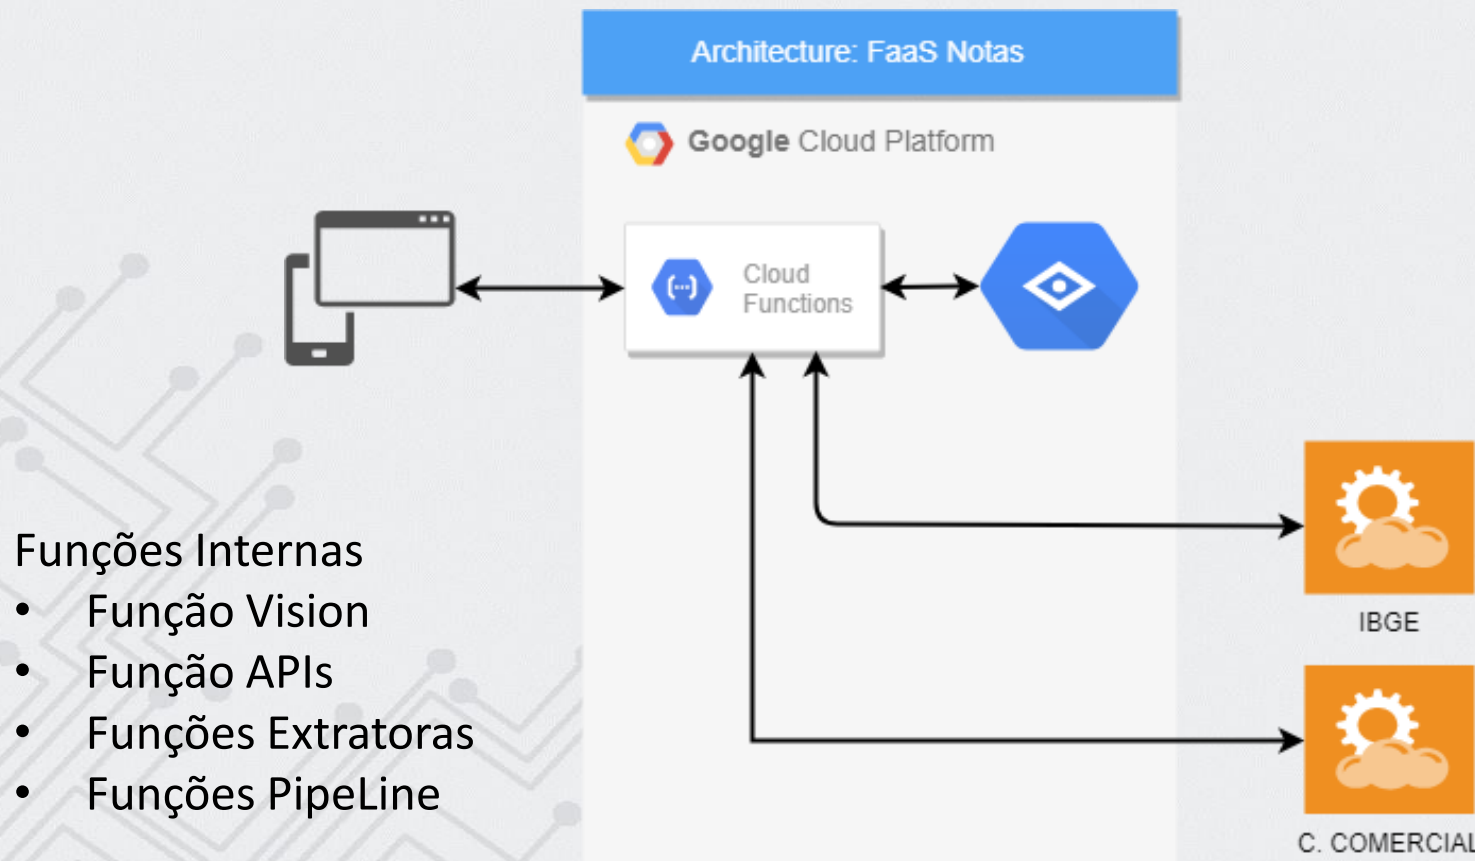 Architecture: FaaS Notas
Google Cloud Platform
Cloud
Functions
Funções Internas
• Função Vision
• Função APIs
• Funções Extratoras
• Funções PipeLine
IBGE
C. COMERCIAL